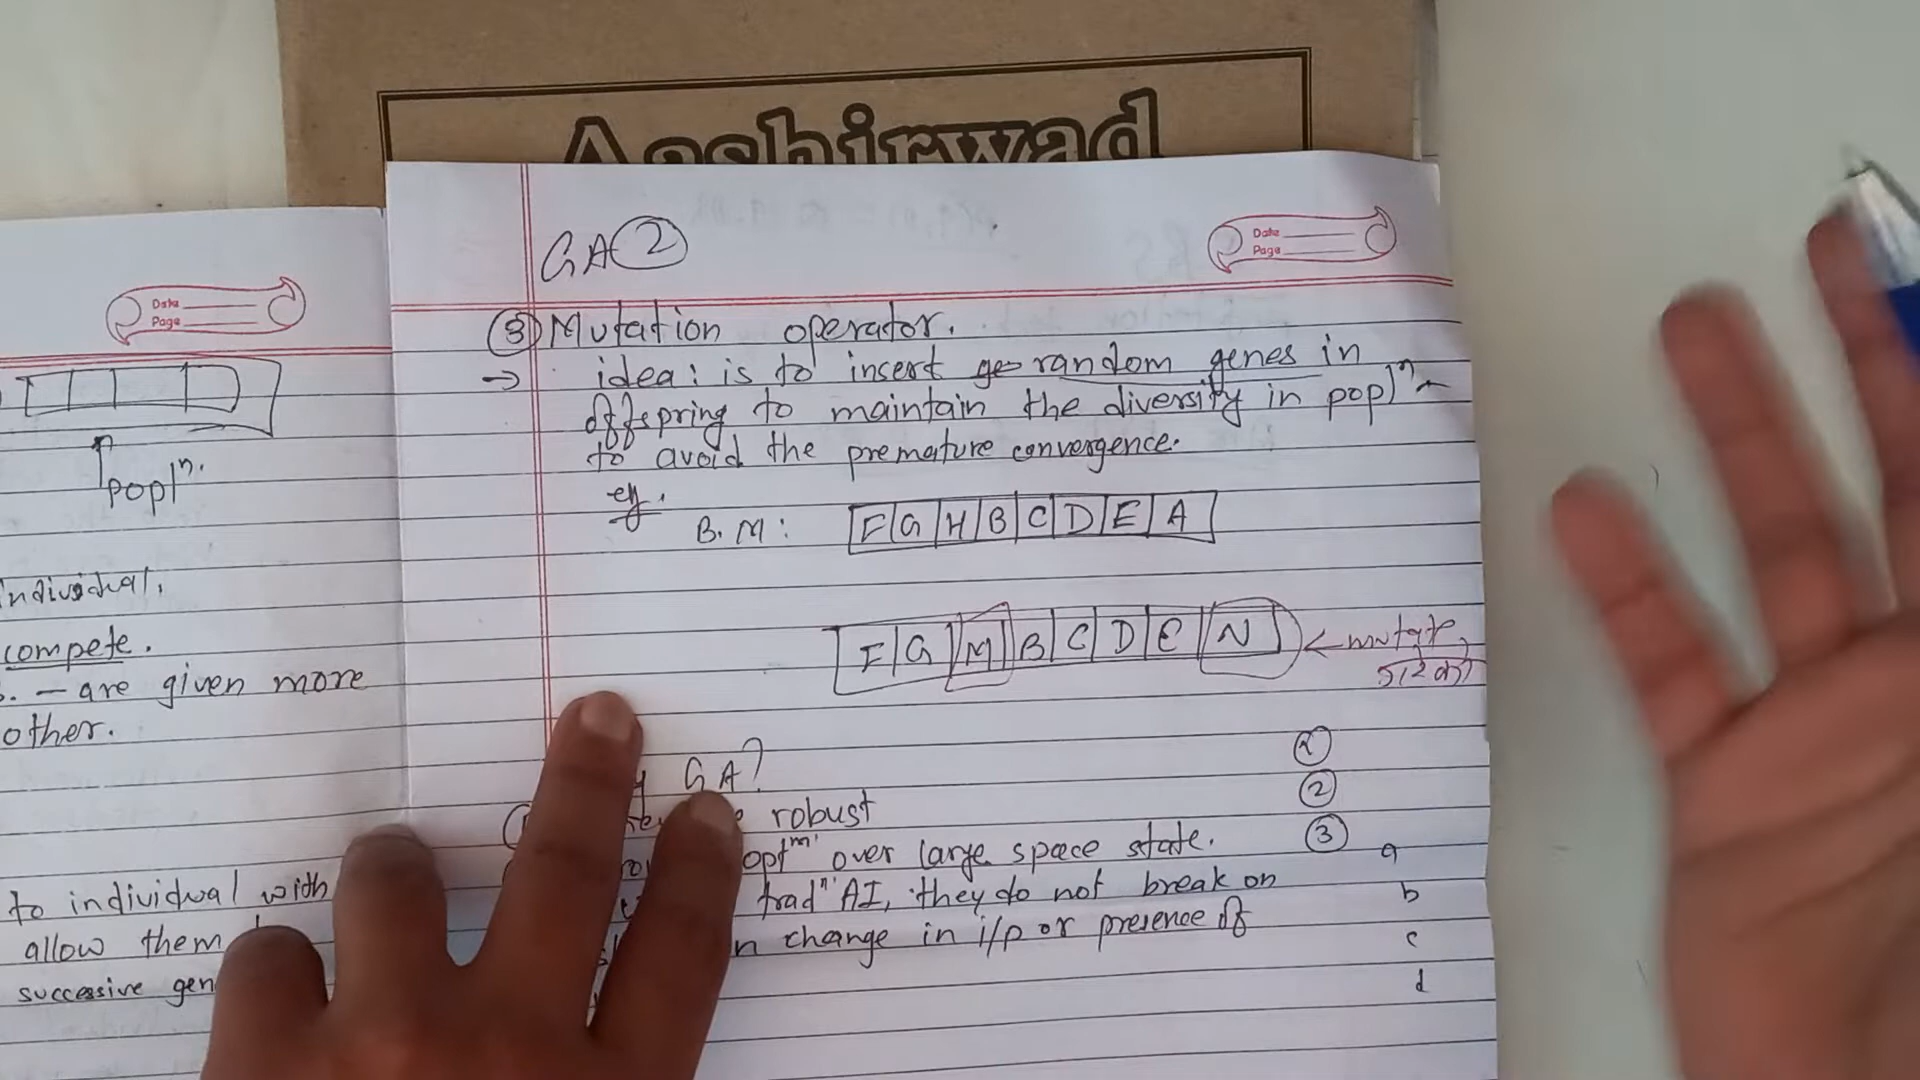 Aashirwad
GA ②
Date
Page
③ Mutation operator.
→ idea: is to insert random genes in
offspring to maintain the diversity in popl^n
to avoid the premature convergence.
eg.
B.M: F G H B C D E A
F G M B C D E N ← mutate
GA?
robust
opt^m over large space state.
trad^n AI, they do not break on
change in i/p or presence of
①
②
③
a
b
c
d
Date
Page
popl^n.
individual.
compete.
. - are given more
other.
to individual with
allow them
successive gen